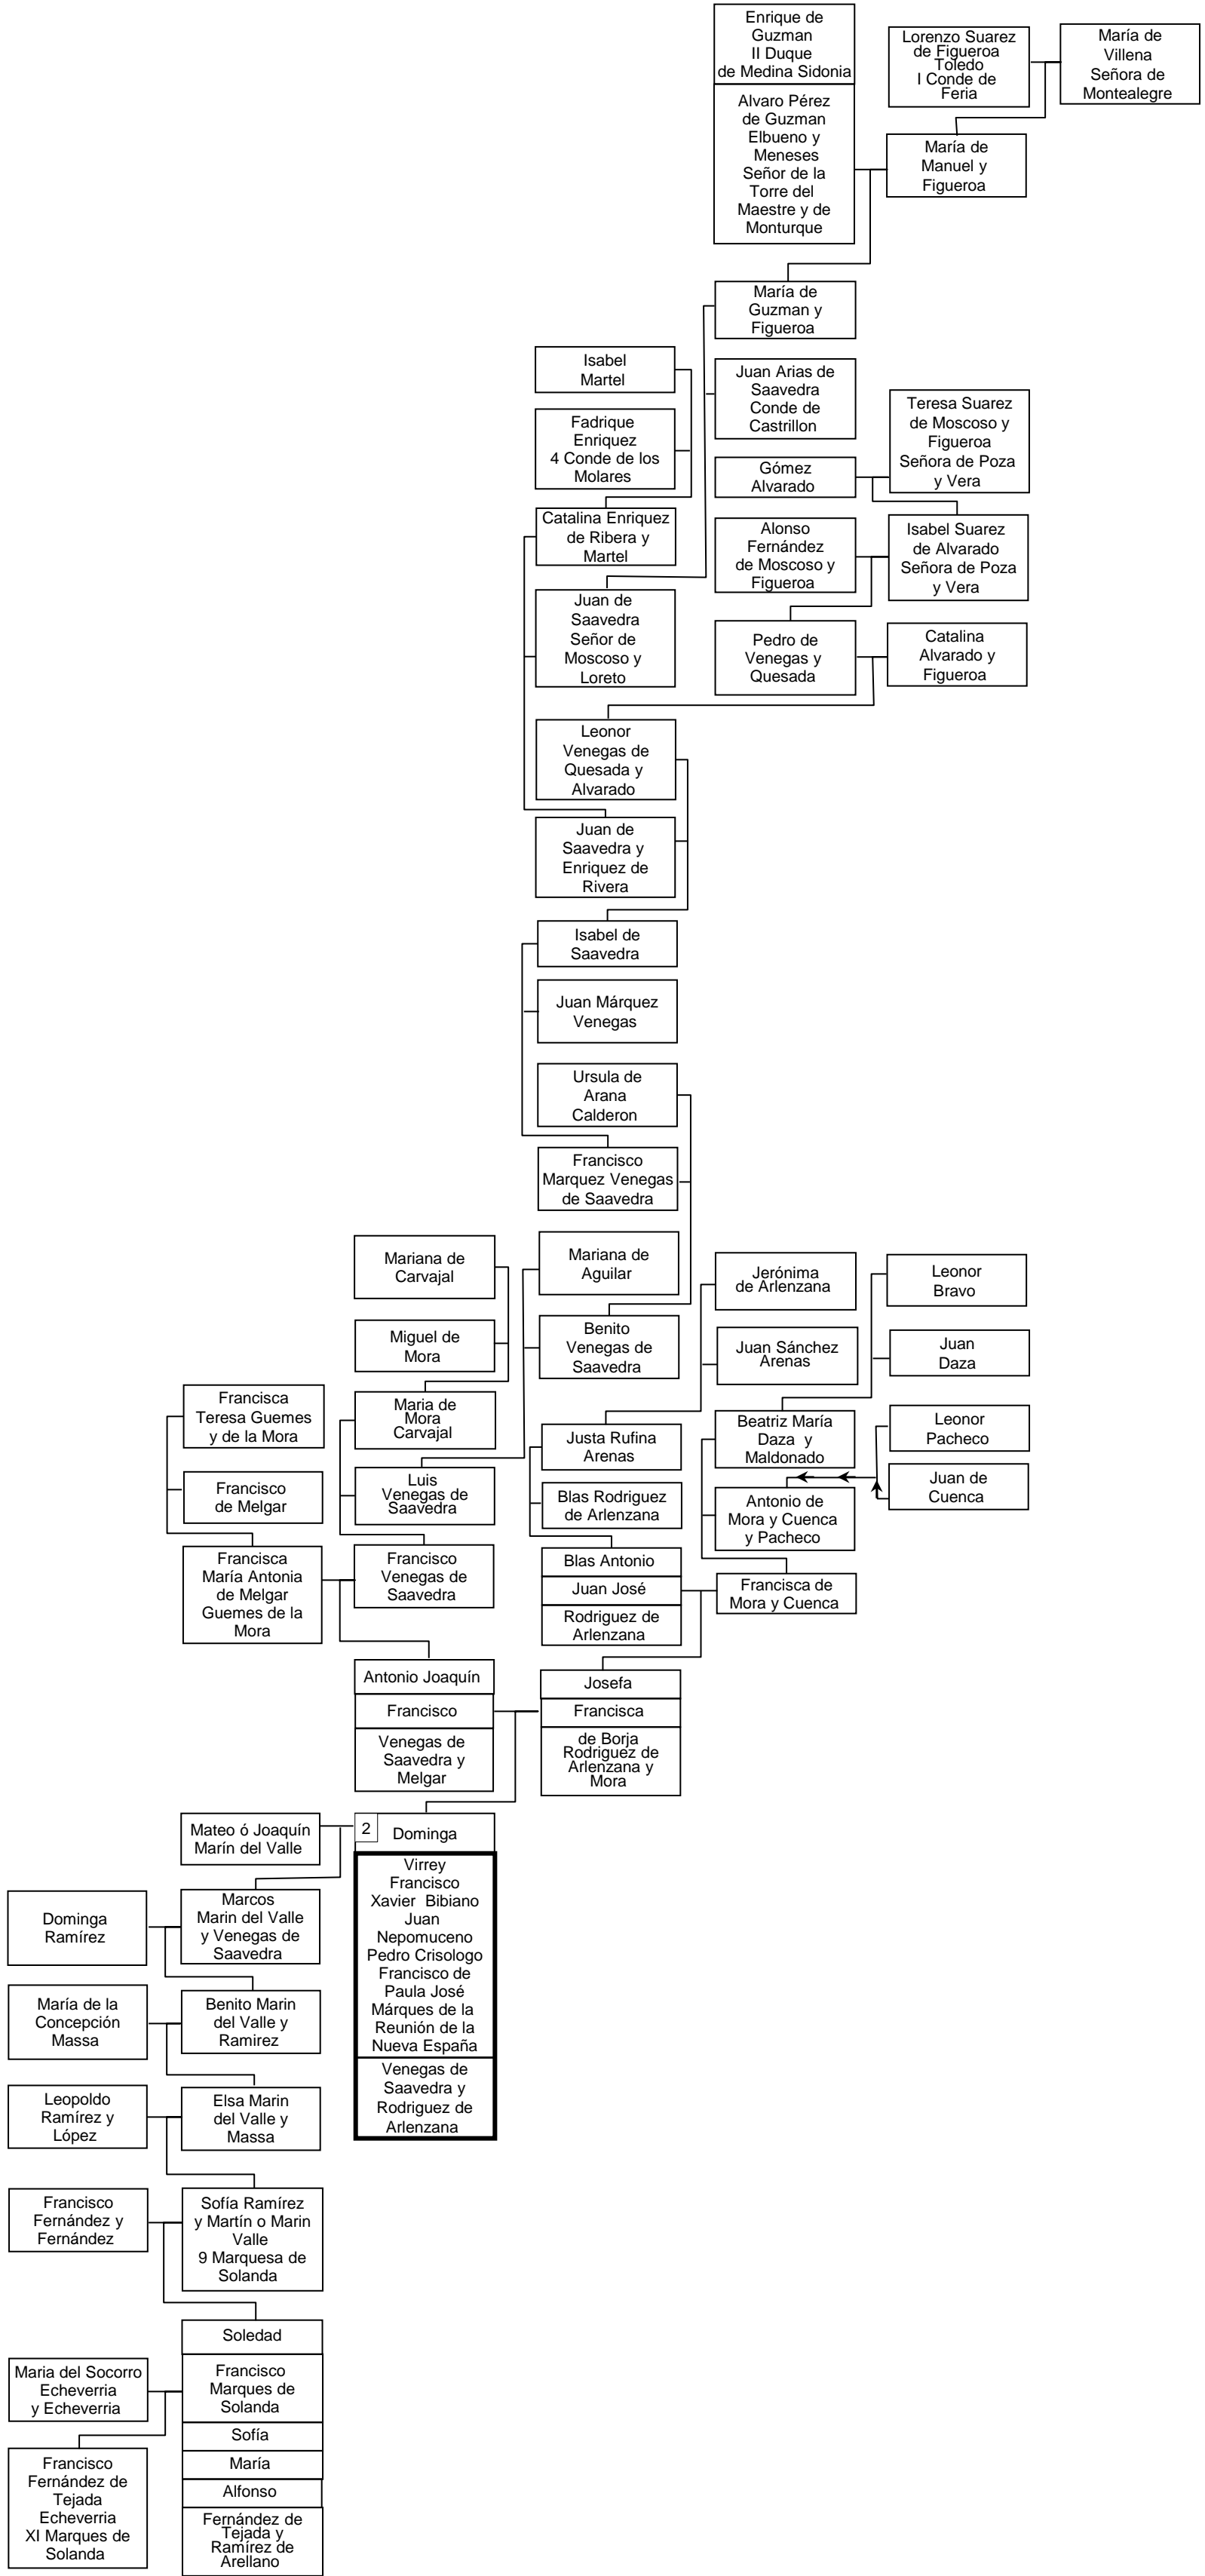 Enrique de
Guzman
II Duque
de Medina Sidonia
Alvaro Pérez
de Guzman
Elbueno y
Meneses
Señor de la
Torre del
Maestre y de
Monturque
Lorenzo Suarez
de Figueroa
Toledo
I Conde de
Feria
María de
Villena
Señora de
Montealegre
María de
Manuel y
Figueroa
María de
Guzman y
Figueroa
Isabel
Martel
Juan Arias de
Saavedra
Conde de
Castrillon
Teresa Suarez
de Moscoso y
Figueroa
Señora de Poza
y Vera
Fadrique
Enriquez
4 Conde de los
Molares
Gómez
Alvarado
Catalina Enriquez
de Ribera y
Martel
Alonso
Fernández
de Moscoso y
Figueroa
Isabel Suarez
de Alvarado
Señora de Poza
y Vera
Juan de
Saavedra
Señor de
Moscoso y
Loreto
Pedro de
Venegas y
Quesada
Catalina
Alvarado y
Figueroa
Leonor
Venegas de
Quesada y
Alvarado
Juan de
Saavedra y
Enriquez de
Rivera
Isabel de
Saavedra
Juan Márquez
Venegas
Ursula de
Arana
Calderon
Francisco
Marquez Venegas
de Saavedra
Mariana de
Carvajal
Mariana de
Aguilar
Jerónima
de Arlenzana
Leonor
Bravo
Miguel de
Mora
Benito
Venegas de
Saavedra
Juan Sánchez
Arenas
Juan
Daza
Francisca
Teresa Guemes
y de la Mora
Maria de
Mora
Carvajal
Justa Rufina
Arenas
Beatriz María
Daza y
Maldonado
Leonor
Pacheco
Francisco
de Melgar
Luis
Venegas de
Saavedra
Blas Rodriguez
de Arlenzana
Antonio de
Mora y Cuenca
y Pacheco
Juan de
Cuenca
Francisca
María Antonia
de Melgar
Guemes de la
Mora
Francisco
Venegas de
Saavedra
Blas Antonio
Juan José
Rodriguez de
Arlenzana
Francisca de
Mora y Cuenca
Antonio Joaquín
Francisco
Venegas de
Saavedra y
Melgar
Josefa
Francisca
de Borja
Rodriguez de
Arlenzana y
Mora
Mateo ó Joaquín
Marín del Valle
2
Dominga
Virrey
Francisco
Xavier Bibiano
Juan
Nepomuceno
Pedro Crisologo
Francisco de
Paula José
Márques de la
Reunión de la
Nueva España
Venegas de
Saavedra y
Rodriguez de
Arlenzana
Dominga
Ramírez
Marcos
Marin del Valle
y Venegas de
Saavedra
María de la
Concepción
Massa
Benito Marin
del Valle y
Ramirez
Leopoldo
Ramírez y
López
Elsa Marin
del Valle y
Massa
Francisco
Fernández y
Fernández
Sofía Ramírez
y Martín o Marin
Valle
9 Marquesa de
Solanda
Soledad
Maria del Socorro
Echeverria
y Echeverria
Francisco
Marques de
Solanda
Sofía
María
Alfonso
Fernández de
Tejada y
Ramírez de
Arellano
Francisco
Fernández de
Tejada
Echeverria
XI Marques de
Solanda